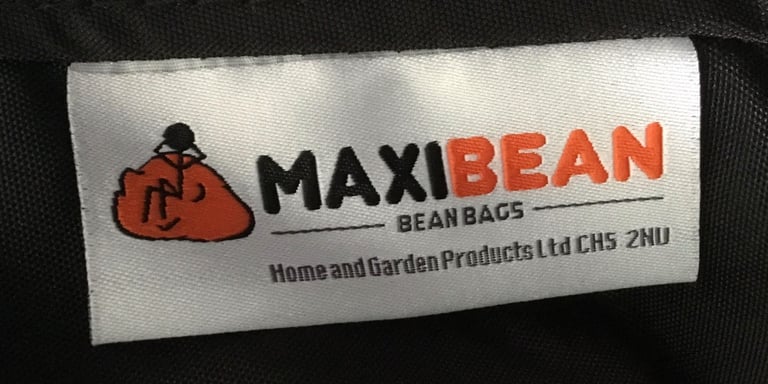 MAXIBEAN
BEAN BAGS
Home and Garden Products Ltd CH5 2NU